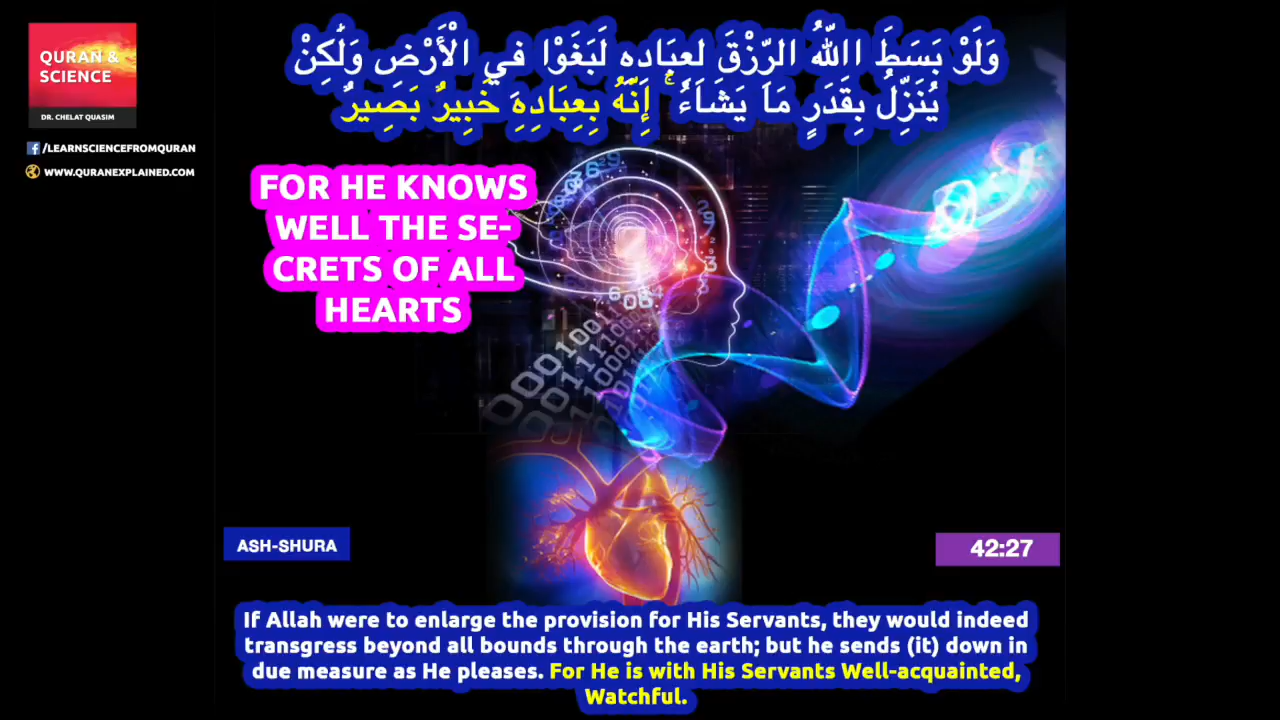 QURAN &
SCIENCE
DR. CHELAT QUASIM
/LEARNSCIENCEFROMQURAN
WWW.QURANEXPLAINED.COM
وَلَوْ بَسَطَ اللَّهُ الرِّزْقَ لِعِبَادِهِ لَبَغَوْا فِي الْأَرْضِ وَلَٰكِنْ
يُنَزِّلُ بِقَدَرٍ مَا يَشَاءُ ۚ إِنَّهُ بِعِبَادِهِ خَبِيرٌ بَصِيرٌ
FOR HE KNOWS
WELL THE SE-
CRETS OF ALL
HEARTS
ASH-SHURA
42:27
If Allah were to enlarge the provision for His Servants, they would indeed
transgress beyond all bounds through the earth; but he sends (it) down in
due measure as He pleases. For He is with His Servants Well-acquainted,
Watchful.